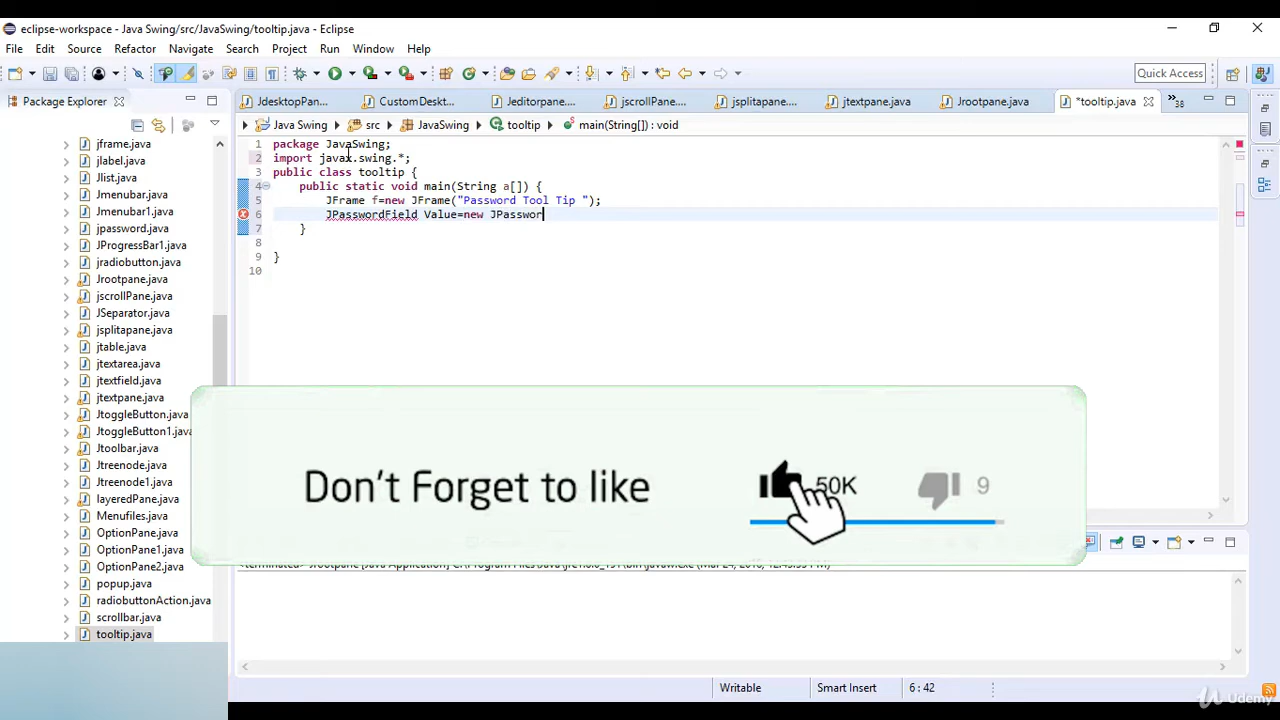 eclipse-workspace - Java Swing/src/JavaSwing/tooltip.java - Eclipse
File Edit Source Refactor Navigate Search Project Run Window Help
Quick Access
Package Explorer
JdesktopPan... CustomDeskt... Jeditorpane.... jscrollPane.... jsplitapane.... jtextpane.java Jrootpane.java *tooltip.java 38
Java Swing src JavaSwing tooltip main(String[]) : void
jframe.java
jlabel.java
Jlist.java
Jmenubar.java
Jmenubar1.java
jpassword.java
JProgressBar1.java
jradiobutton.java
Jrootpane.java
jscrollPane.java
JSeparator.java
jsplitapane.java
jtable.java
jtextarea.java
jtextfield.java
jtextpane.java
JtoggleButton.java
JtoggleButton1.java
Jtoolbar.java
Jtreenode.java
Jtreenode1.java
layeredPane.java
Menufiles.java
OptionPane.java
OptionPane1.java
OptionPane2.java
popup.java
radiobuttonAction.java
scrollbar.java
tooltip.java
1 package JavaSwing;
2 import javax.swing.*;
3 public class tooltip {
4 public static void main(String a[]) {
5 JFrame f=new JFrame("Password Tool Tip ");
6 JPasswordField Value=new JPasswor
7 }
8
9 }
10
Don't Forget to like 50K 9
Writable Smart Insert 6 : 42
Udemy